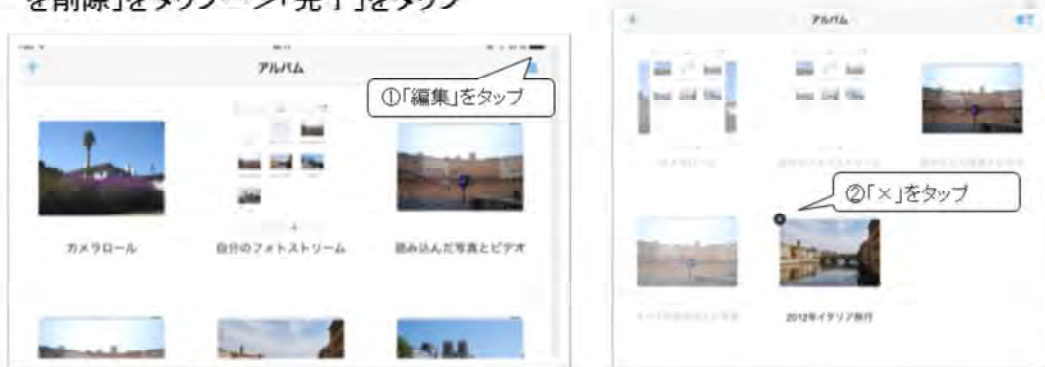 を削除」をタップ－＞「完了」をタップ
アルバム
①「編集」をタップ
カメラロール
自分のフォトストリーム
読み込んだ写真とビデオ
アルバム
完了
②「×」をタップ
2012年イタリア旅行